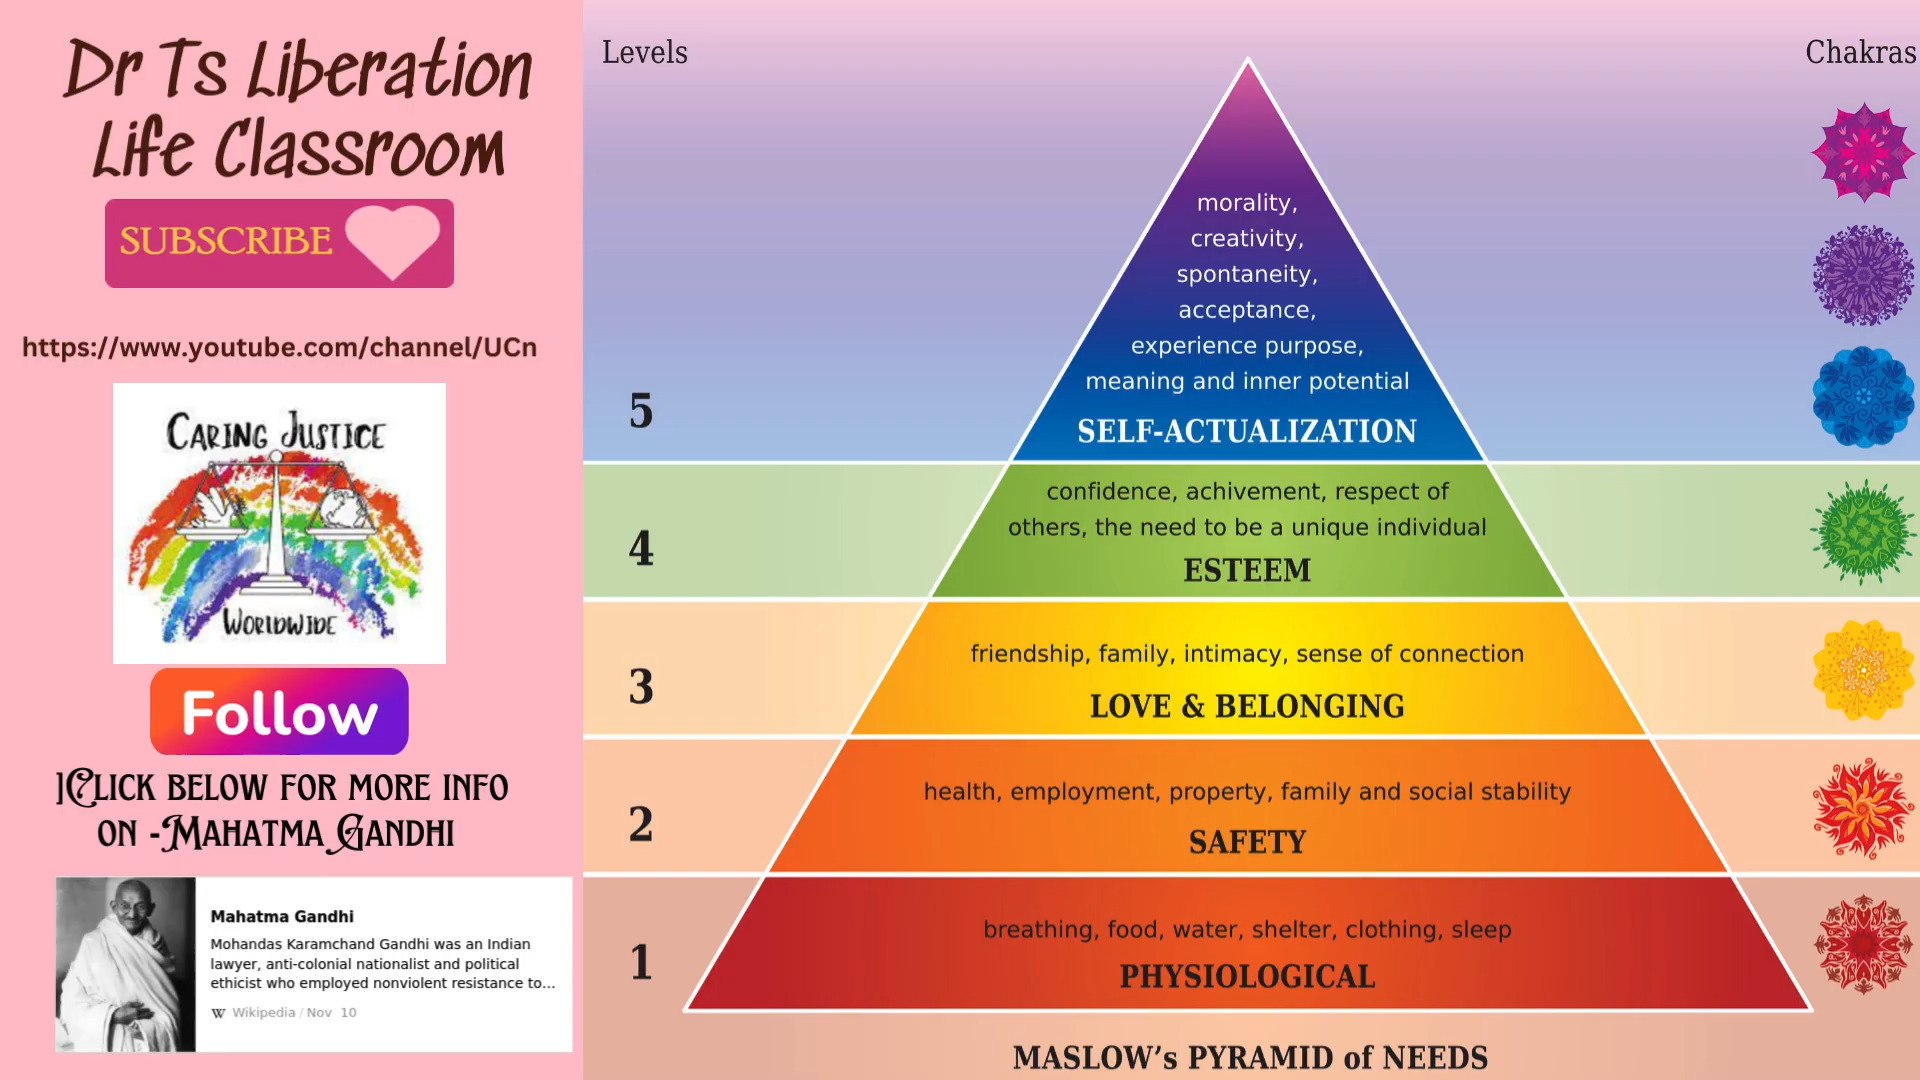 Dr Ts Liberation
Life Classroom
SUBSCRIBE
https://www.youtube.com/channel/UCn
CARING JUSTICE
WORLDWIDE
Follow
]Click below for more info
on -Mahatma Gandhi
Mahatma Gandhi
Mohandas Karamchand Gandhi was an Indian
lawyer, anti-colonial nationalist and political
ethicist who employed nonviolent resistance to...
W Wikipedia / Nov 10
Levels
Chakras
morality,
creativity,
spontaneity,
acceptance,
experience purpose,
meaning and inner potential
5
SELF-ACTUALIZATION
confidence, achivement, respect of
others, the need to be a unique individual
4
ESTEEM
friendship, family, intimacy, sense of connection
3
LOVE & BELONGING
health, employment, property, family and social stability
2
SAFETY
breathing, food, water, shelter, clothing, sleep
1
PHYSIOLOGICAL
MASLOW's PYRAMID of NEEDS